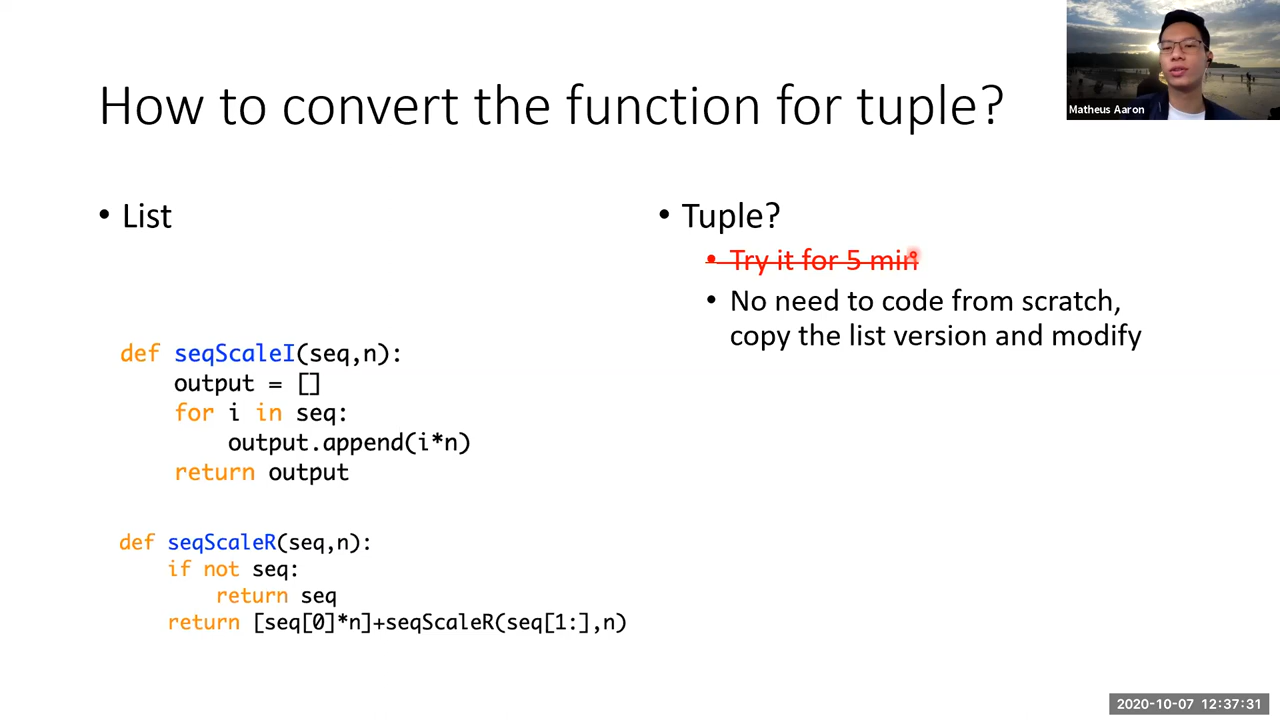 How to convert the function for tuple?
Matheus Aaron
• List
def seqScaleI(seq,n):
    output = []
    for i in seq:
        output.append(i*n)
    return output
def seqScaleR(seq,n):
    if not seq:
        return seq
    return [seq[0]*n]+seqScaleR(seq[1:],n)
• Tuple?
• Try it for 5 min
• No need to code from scratch,
copy the list version and modify
2020-10-07 12:37:31